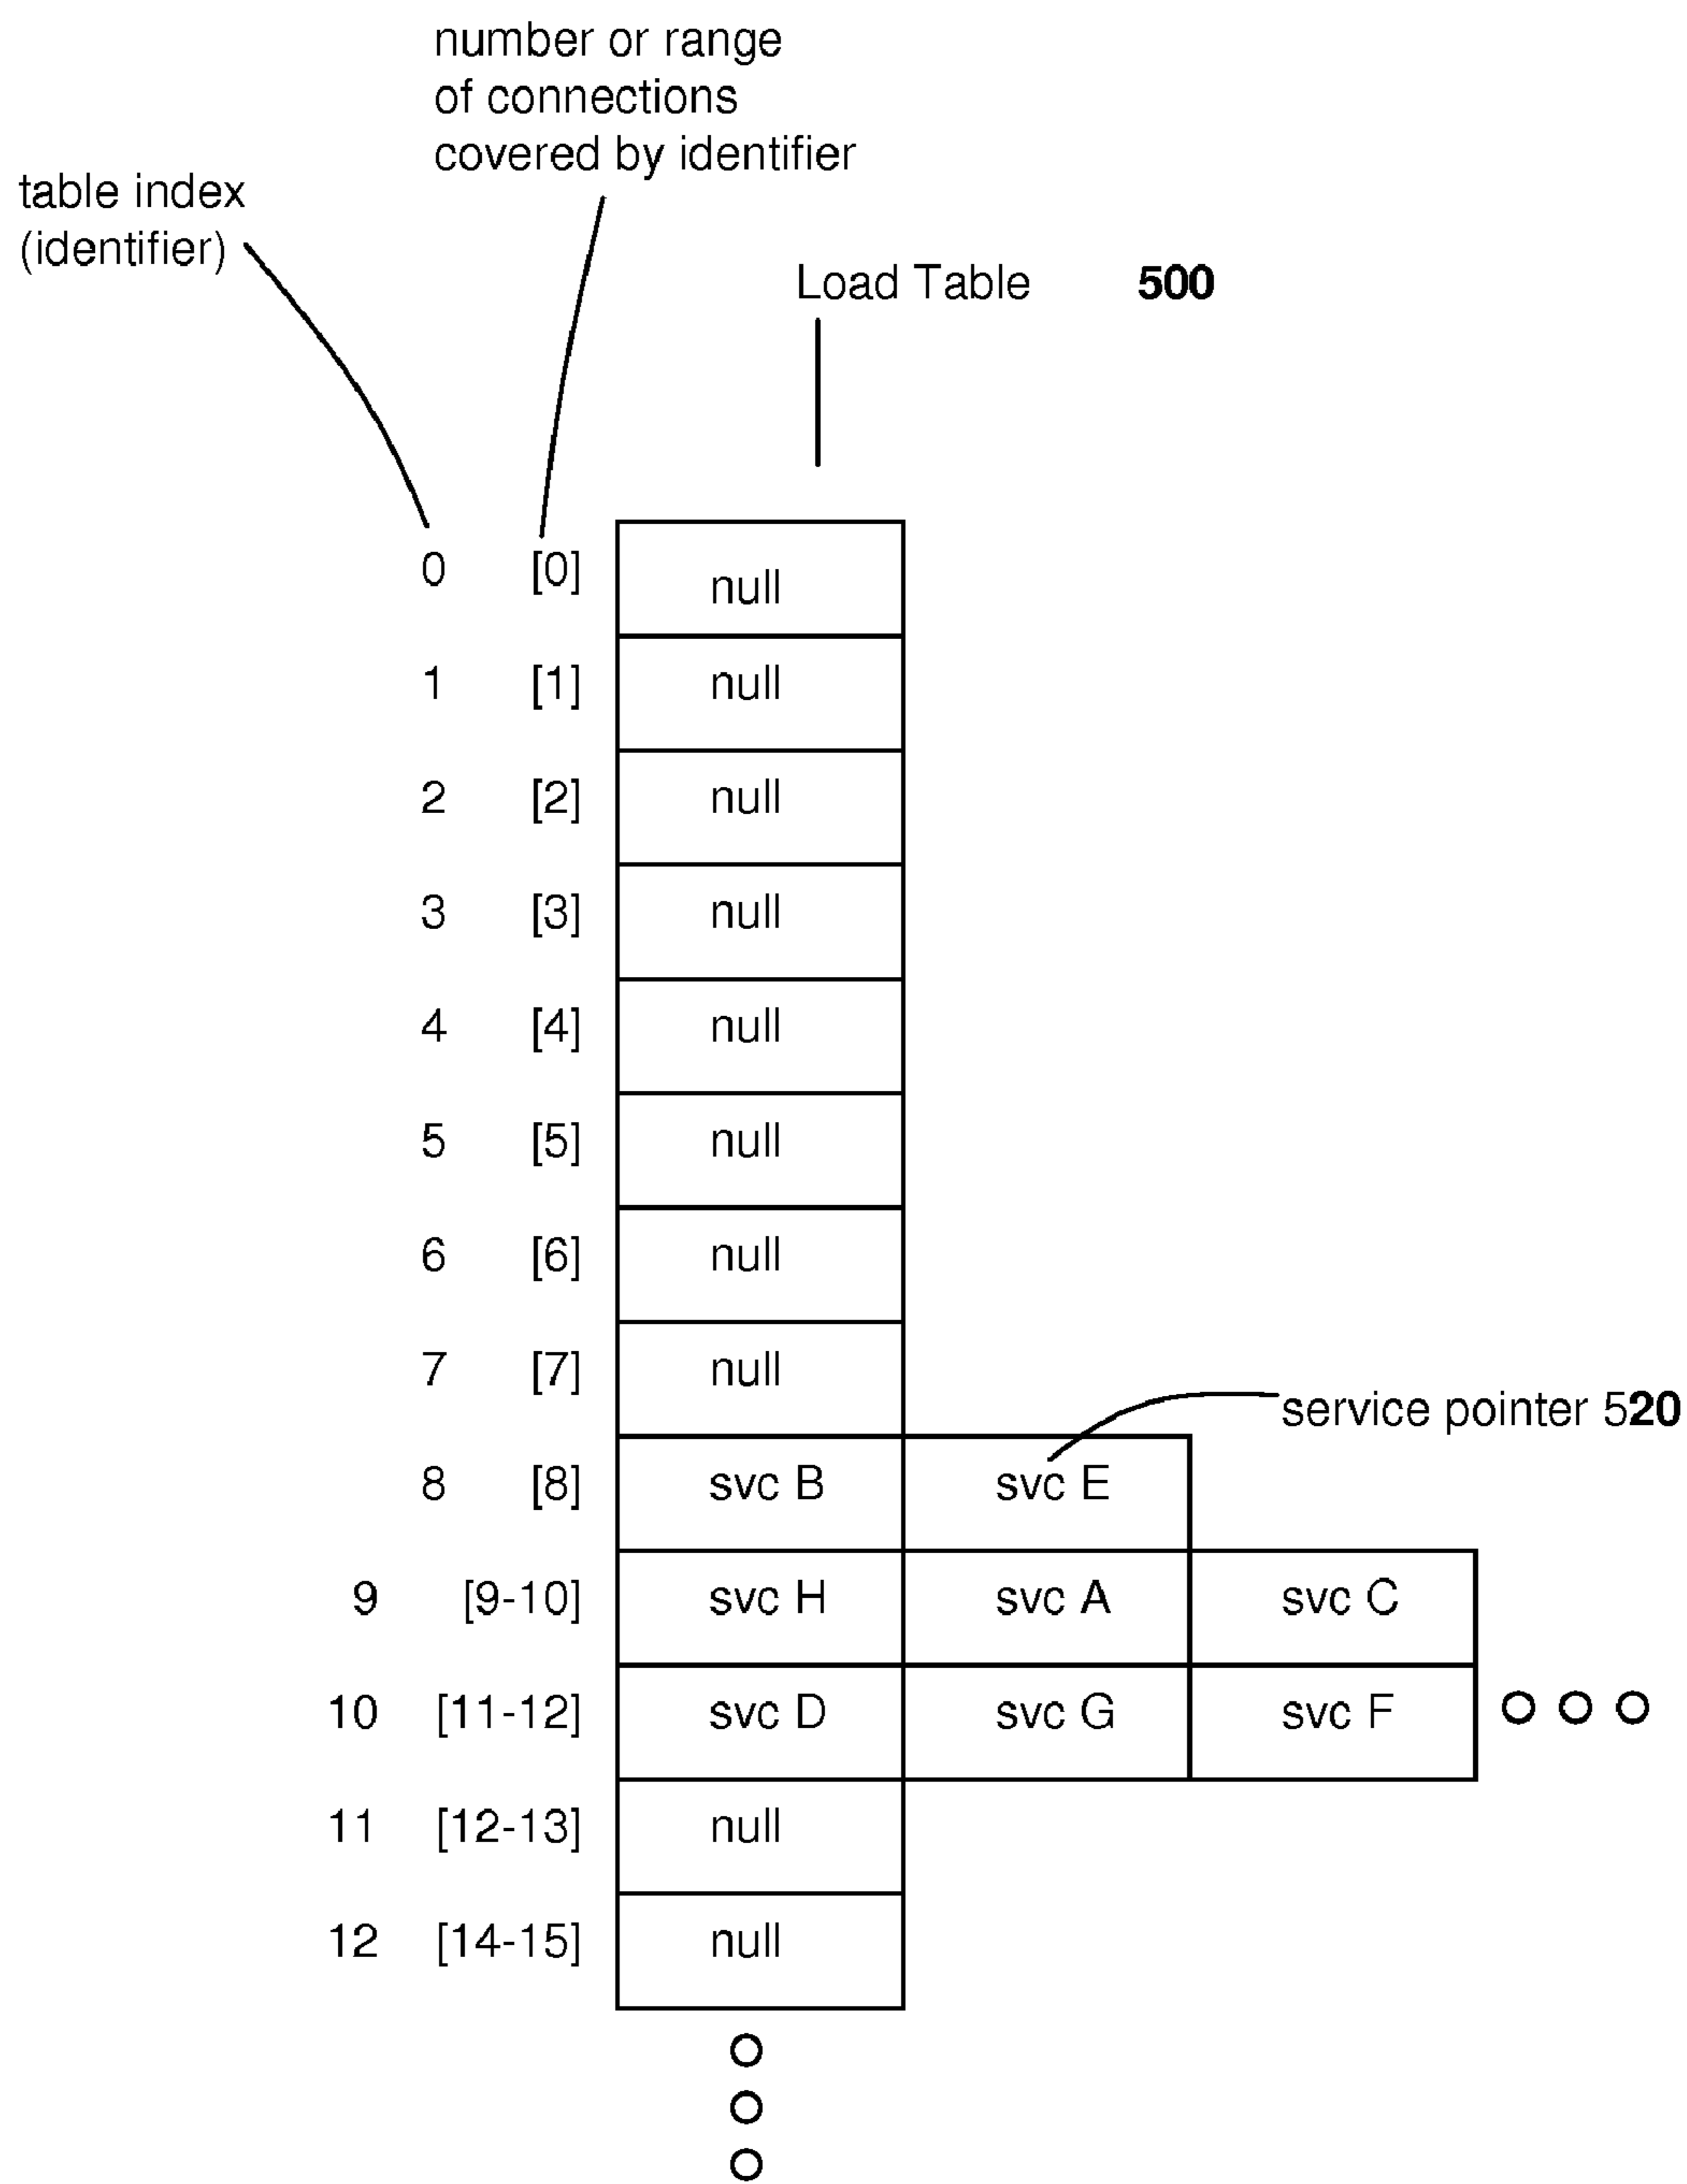 number or range
of connections
covered by identifier
table index
(identifier)
Load Table 500
0 [0] null
1 [1] null
2 [2] null
3 [3] null
4 [4] null
5 [5] null
6 [6] null
7 [7] null
service pointer 520
8 [8] svc B svc E
9 [9-10] svc H svc A svc C
10 [11-12] svc D svc G svc F
11 [12-13] null
12 [14-15] null